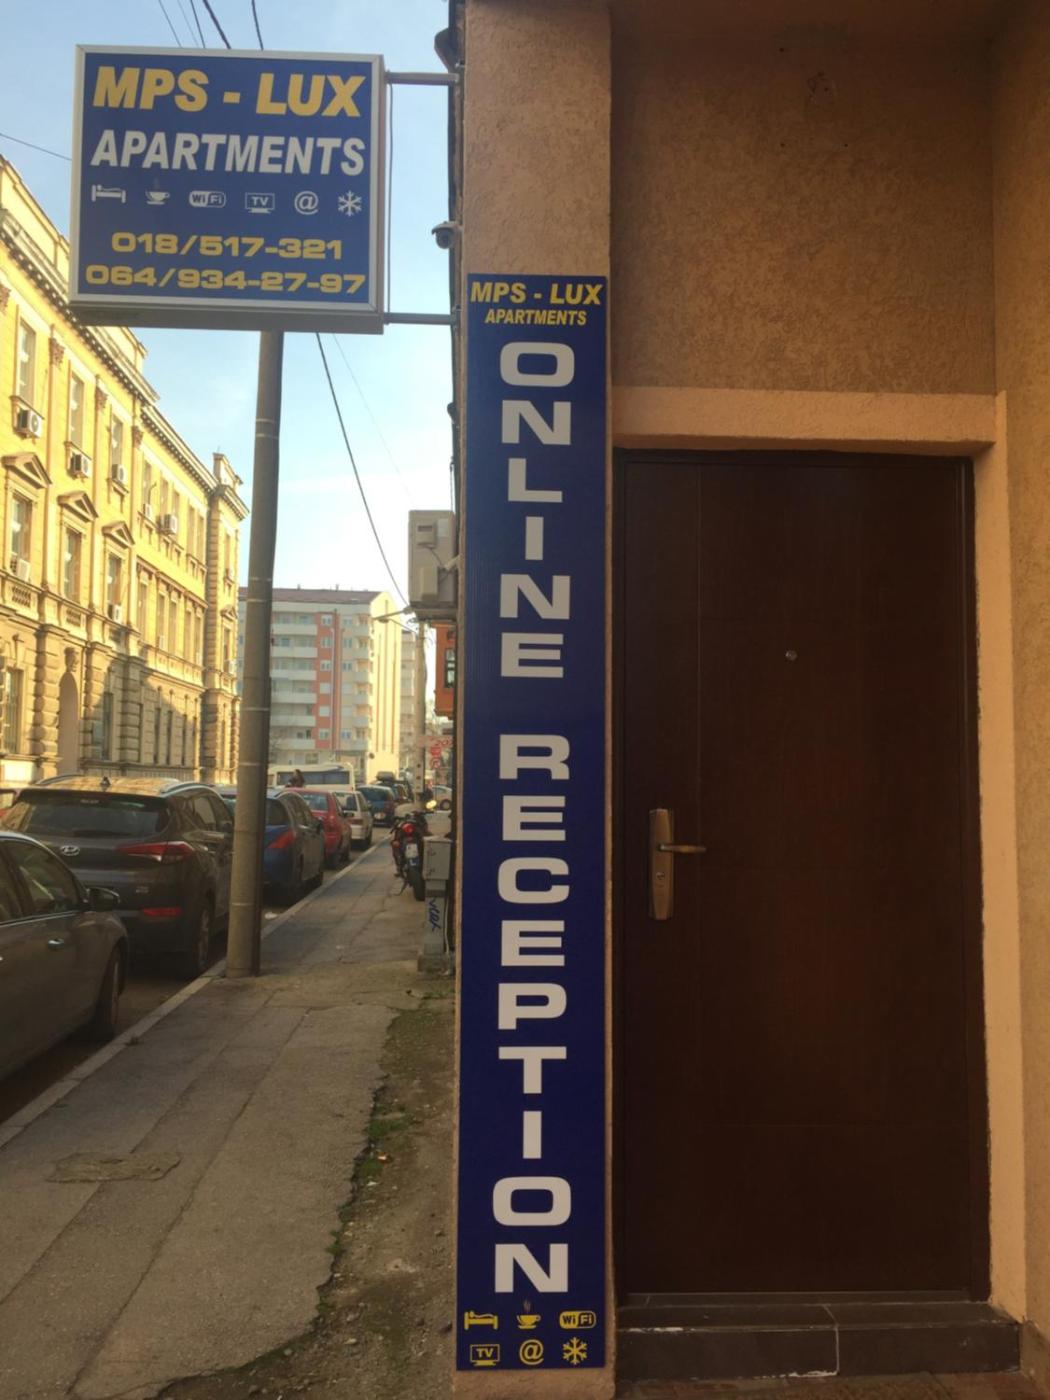 MPS - LUX
APARTMENTS
WiFi TV @
018/517-321
064/934-27-97
MPS - LUX
APARTMENTS
ONLINE RECEPTION
WiFi
TV @